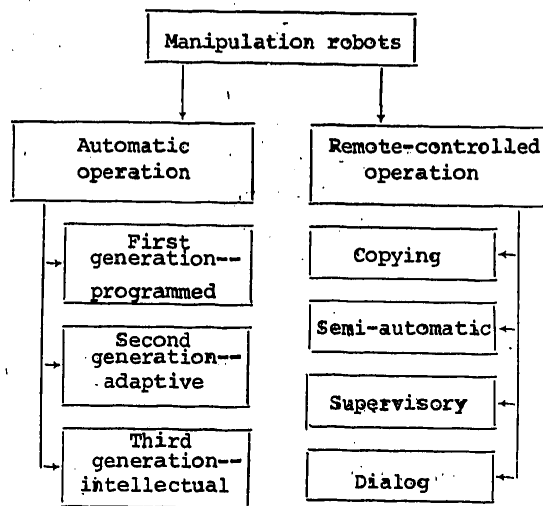 Manipulation robots
Automatic
operation
Remote-controlled
operation
First
generation--
programmed
Second
generation--
adaptive
Third
generation--
intellectual
Copying
Semi-automatic
Supervisory
Dialog